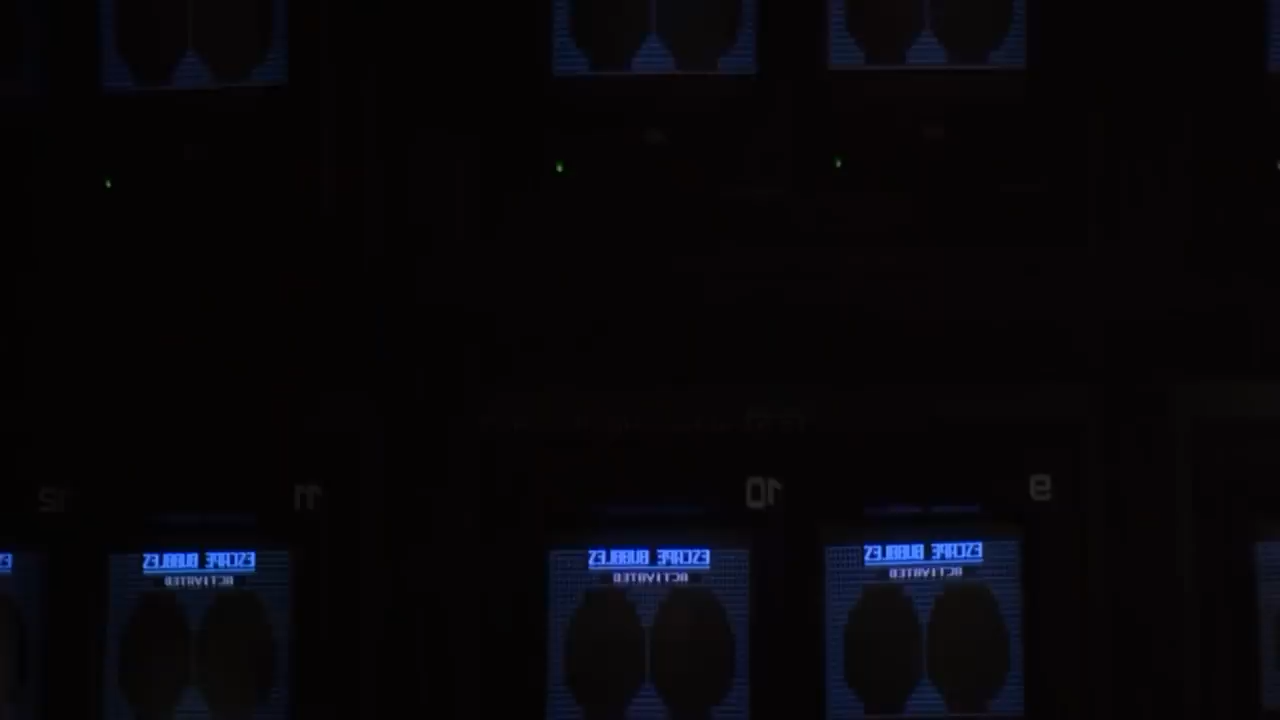 12
11
10
9
ESCAPE BUBBLES
ACTIVATED
ESCAPE BUBBLES
ACTIVATED
ESCAPE BUBBLES
ACTIVATED